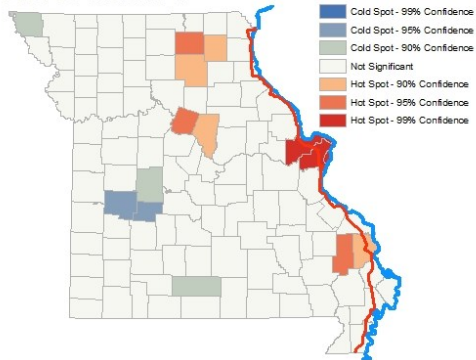 Cold Spot - 99% Confidence
Cold Spot - 95% Confidence
Cold Spot - 90% Confidence
Not Significant
Hot Spot - 90% Confidence
Hot Spot - 95% Confidence
Hot Spot - 99% Confidence